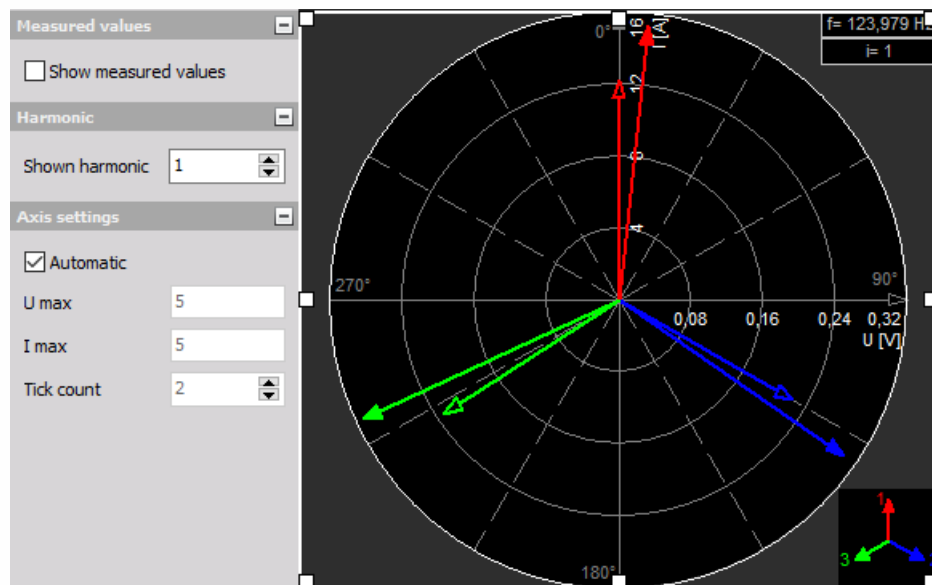 Measured values
Show measured values
Harmonic
Shown harmonic 1
Axis settings
Automatic
U max 5
I max 5
Tick count 2
0°
16
I [A]
f= 123,979 H
i= 1
12
8
4
270°
90°
0,08 0,16 0,24 0,32
U [V]
180°
1
3